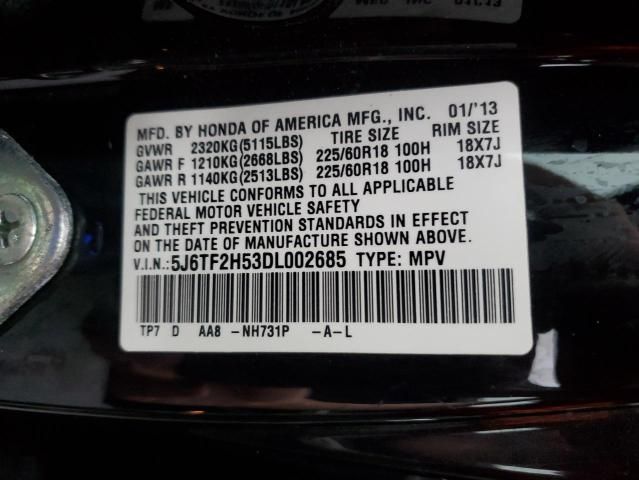 MFD. BY HONDA OF AMERICA MFG., INC. 01/'13
GVWR 2320KG(5115LBS) TIRE SIZE RIM SIZE
GAWR F 1210KG(2668LBS) 225/60R18 100H 18X7J
GAWR R 1140KG(2513LBS) 225/60R18 100H 18X7J
THIS VEHICLE CONFORMS TO ALL APPLICABLE
FEDERAL MOTOR VEHICLE SAFETY
AND THEFT PREVENTION STANDARDS IN EFFECT
ON THE DATE OF MANUFACTURE SHOWN ABOVE.
V.I.N.:5J6TF2H53DL002685 TYPE: MPV
TP7 D AA8 -NH731P -A-L